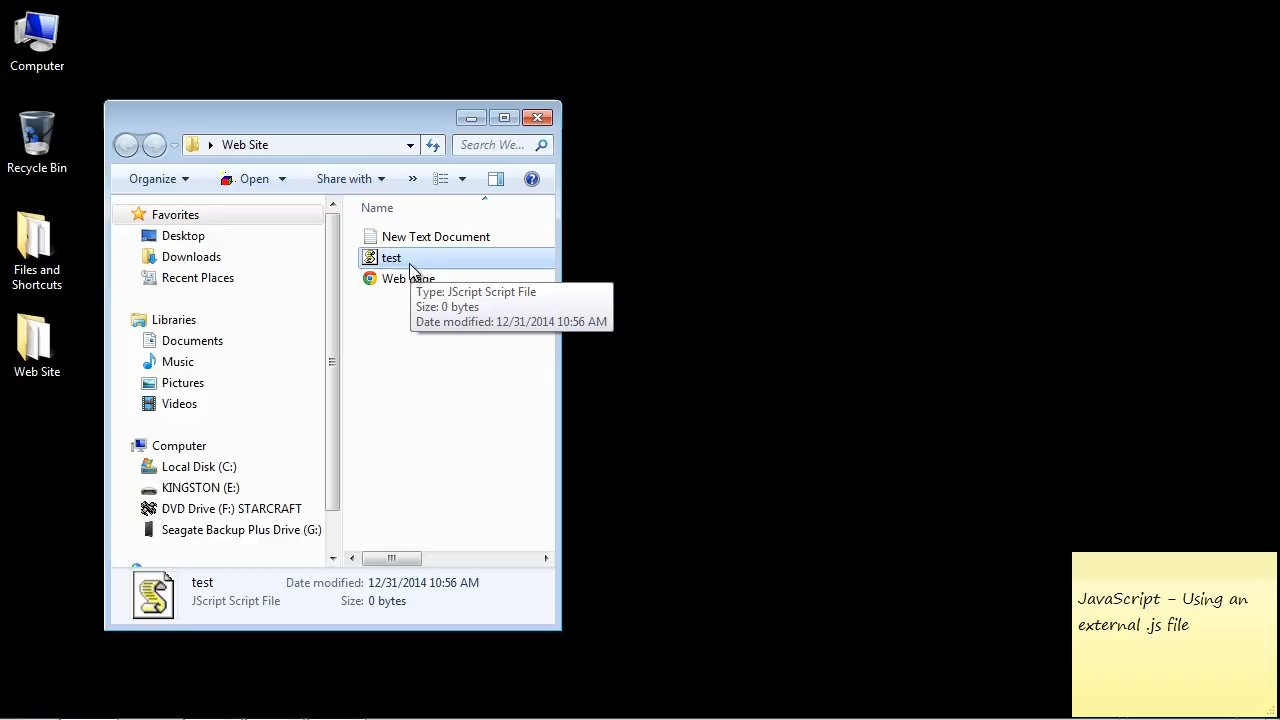 Computer
Recycle Bin
Files and
Shortcuts
Web Site
Web Site
Search We...
Organize
Open
Share with
»
Name
Favorites
Desktop
Downloads
Recent Places
Libraries
Documents
Music
Pictures
Videos
Computer
Local Disk (C:)
KINGSTON (E:)
DVD Drive (F:) STARCRAFT
Seagate Backup Plus Drive (G:)
New Text Document
test
Web page
Type: JScript Script File
Size: 0 bytes
Date modified: 12/31/2014 10:56 AM
test
Date modified: 12/31/2014 10:56 AM
JScript Script File
Size: 0 bytes
JavaScript - Using an
external .js file